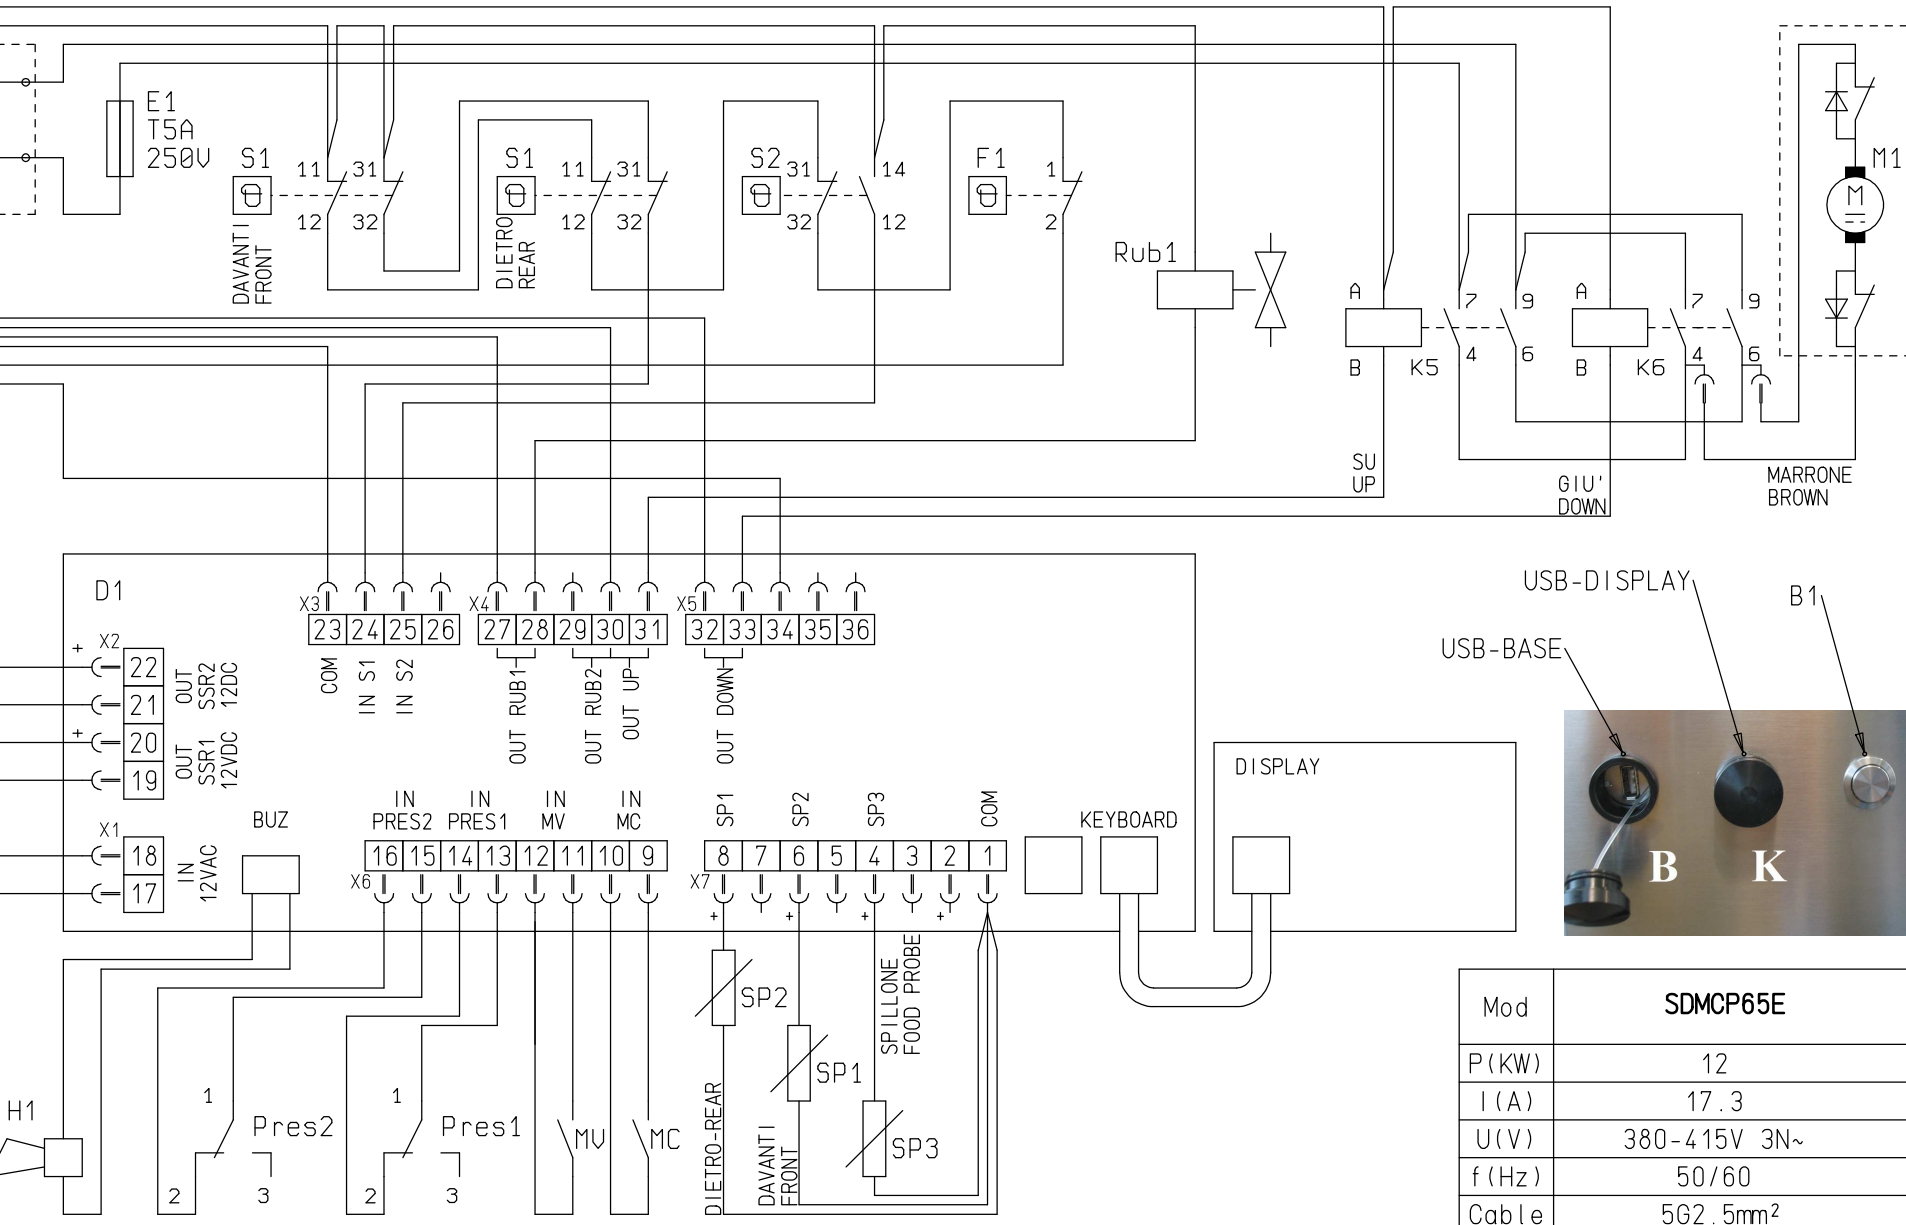 E1
T5A
250V
S1
11
31
12
32
DAVANTI
FRONT
S1
11
31
12
32
DIETRO
REAR
S2
31
14
32
12
F1
1
2
Rub1
A
B
K5
7
9
4
6
A
B
K6
7
9
4
6
M1
M
SU
UP
GIU'
DOWN
MARRONE
BROWN
D1
X3
23 24 25 26
COM
IN S1
IN S2
X4
27 28 29 30 31
OUT RUB1
OUT RUB2
OUT UP
X5
32 33 34 35 36
OUT DOWN
X2
+
22
21
+
20
19
OUT
SSR2
12DC
OUT
SSR1
12VDC
X1
18
17
IN
12VAC
BUZ
IN
PRES2
IN
PRES1
IN
MV
IN
MC
16 15 14 13 12 11 10 9
X6
SP1
SP2
SP3
COM
8 7 6 5 4 3 2 1
X7
+
+
+
+
KEYBOARD
DISPLAY
USB-DISPLAY
USB-BASE
B1
B
K
H1
1
Pres2
2
3
1
Pres1
2
3
MV
MC
SP2
DIETRO-REAR
SP1
DAVANTI
FRONT
SPILLONE
FOOD PROBE
SP3
Mod SDMCP65E
P(KW) 12
I(A) 17.3
U(V) 380-415V 3N~
f(Hz) 50/60
Cable 5G2.5mm²